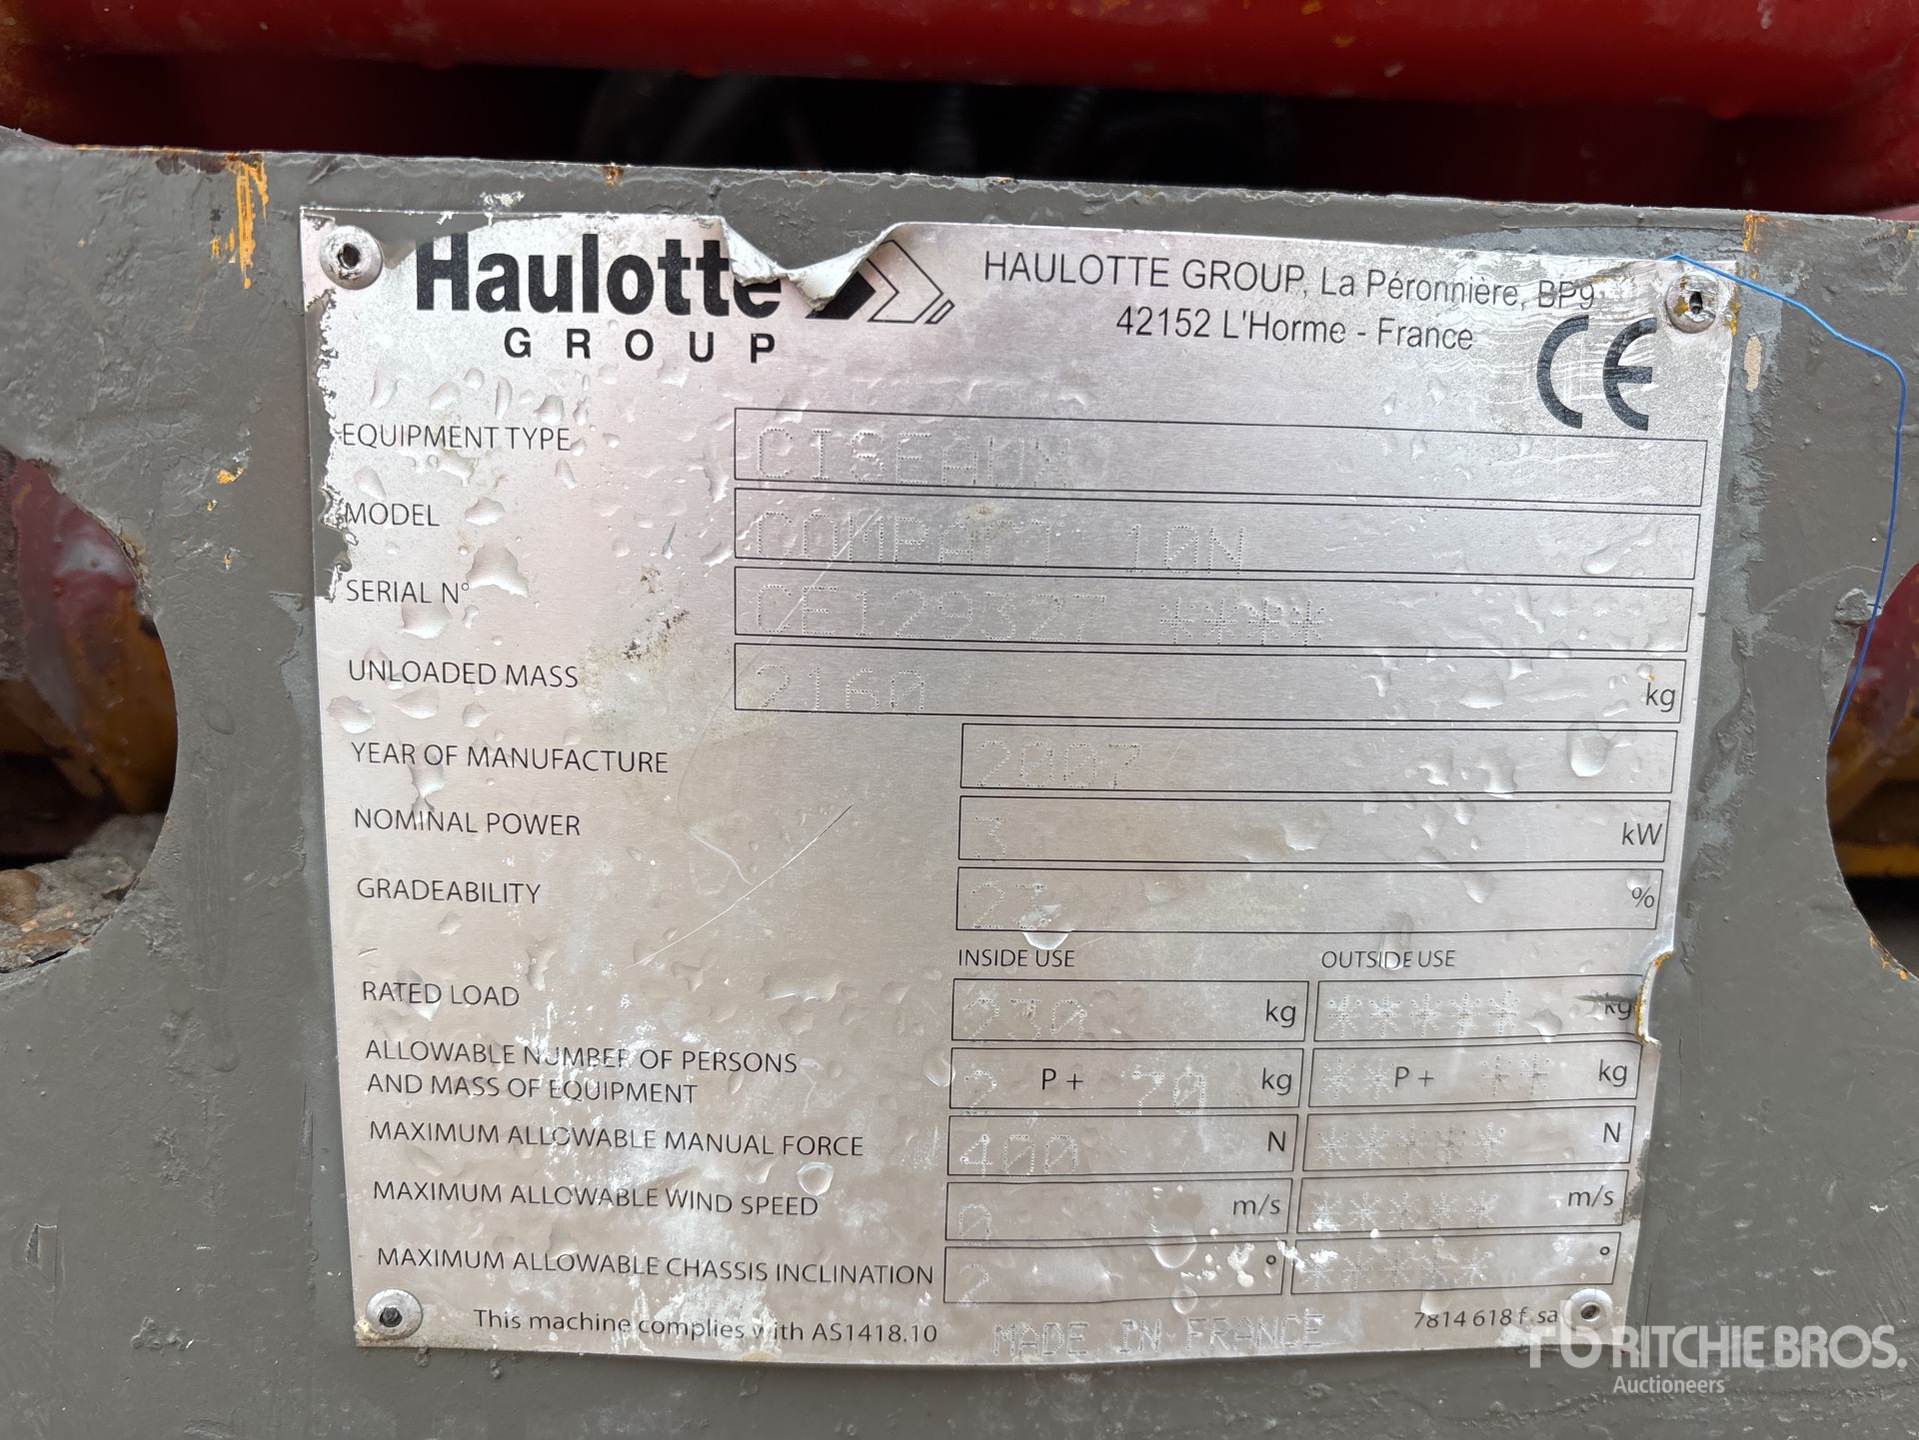 Haulotte
GROUP
HAULOTTE GROUP, La Péronnière, BP9
42152 L'Horme - France
CE
EQUIPMENT TYPE CISEAUX
MODEL COMPACT 10N
SERIAL N° CE129327 ****
UNLOADED MASS 2160 kg
YEAR OF MANUFACTURE 2007
NOMINAL POWER 3 kW
GRADEABILITY 23 %
INSIDE USE OUTSIDE USE
RATED LOAD 230 kg ***** kg
ALLOWABLE NUMBER OF PERSONS
AND MASS OF EQUIPMENT 2 P + 70 kg ** P + ** kg
MAXIMUM ALLOWABLE MANUAL FORCE 400 N ***** N
MAXIMUM ALLOWABLE WIND SPEED 0 m/s ***** m/s
MAXIMUM ALLOWABLE CHASSIS INCLINATION 2 ° ***** °
This machine complies with AS1418.10 MADE IN FRANCE 7814 618 f sa
RITCHIE BROS.
Auctioneers